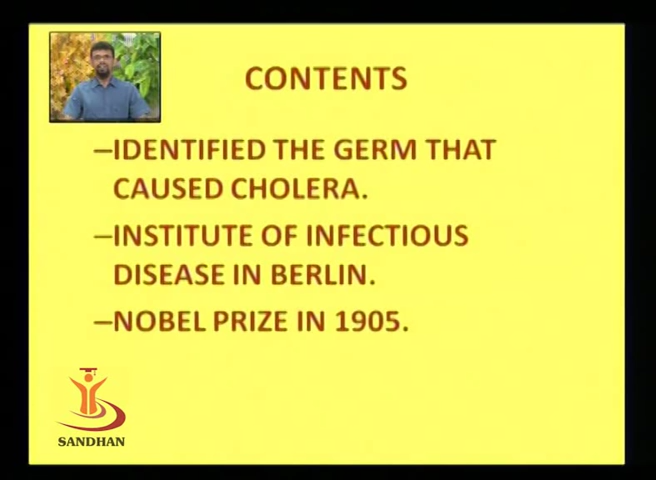 CONTENTS
–IDENTIFIED THE GERM THAT
CAUSED CHOLERA.
–INSTITUTE OF INFECTIOUS
DISEASE IN BERLIN.
–NOBEL PRIZE IN 1905.
SANDHAN